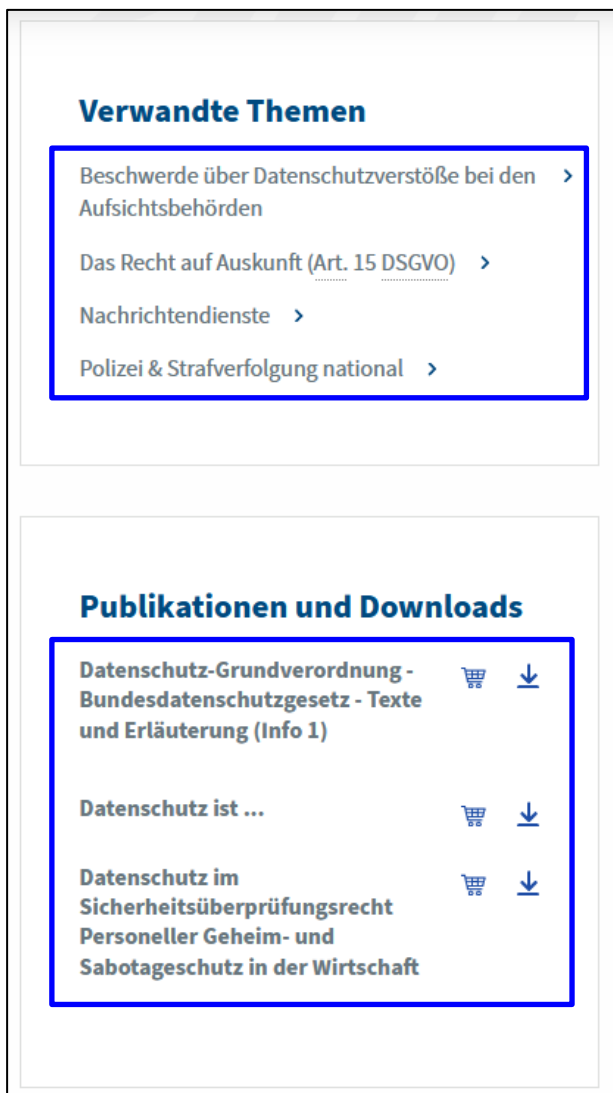 Verwandte Themen
Beschwerde über Datenschutzverstöße bei den
Aufsichtsbehörden
Das Recht auf Auskunft (Art. 15 DSGVO)
Nachrichtendienste
Polizei & Strafverfolgung national
Publikationen und Downloads
Datenschutz-Grundverordnung -
Bundesdatenschutzgesetz - Texte
und Erläuterung (Info 1)
Datenschutz ist ...
Datenschutz im
Sicherheitsüberprüfungsrecht
Personeller Geheim- und
Sabotageschutz in der Wirtschaft